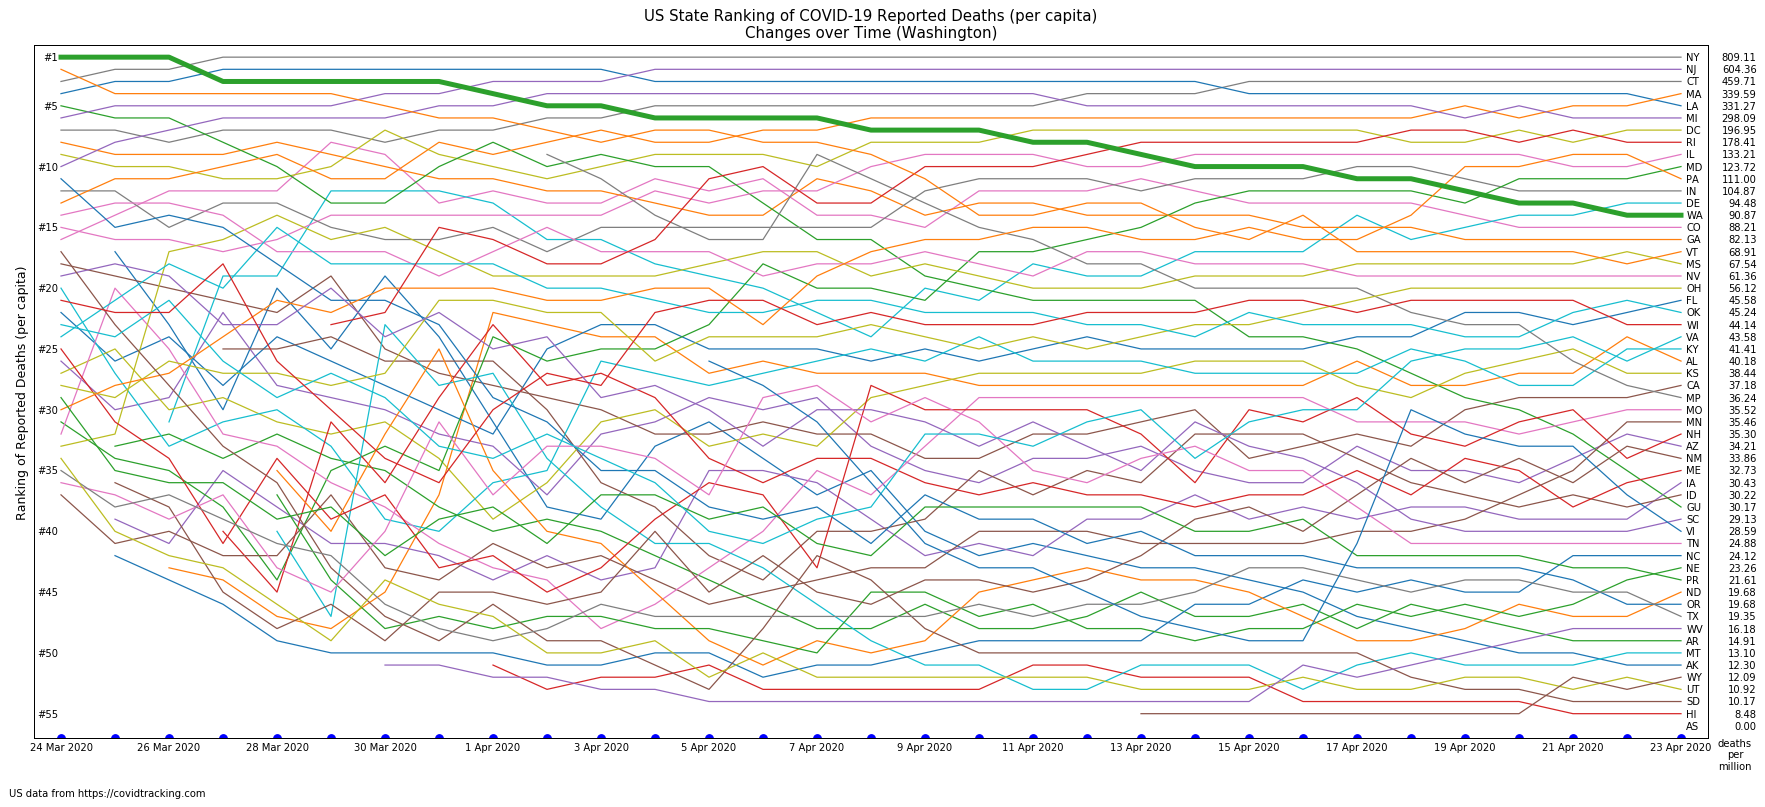 US State Ranking of COVID-19 Reported Deaths (per capita)
Changes over Time (Washington)
Ranking of Reported Deaths (per capita)
#1
#5
#10
#15
#20
#25
#30
#35
#40
#45
#50
#55
NY 809.11
NJ 604.36
CT 459.71
MA 339.59
LA 331.27
MI 298.09
DC 196.95
RI 178.41
IL 133.21
MD 123.72
PA 111.00
IN 104.87
DE 94.48
WA 90.87
CO 88.21
GA 82.13
VT 68.91
MS 67.54
NV 61.36
OH 56.12
FL 45.58
OK 45.24
WI 44.14
VA 43.58
KY 41.41
AL 40.18
KS 38.44
CA 37.18
MP 36.24
MO 35.52
MN 35.46
NH 35.30
AZ 34.21
NM 33.86
ME 32.73
IA 30.43
ID 30.22
GU 30.17
SC 29.13
VI 28.59
TN 24.88
NC 24.12
NE 23.26
PR 21.61
ND 19.68
OR 19.68
TX 19.35
WV 16.18
AR 14.91
MT 13.10
AK 12.30
WY 12.09
UT 10.92
SD 10.17
HI 8.48
AS 0.00
24 Mar 2020 26 Mar 2020 28 Mar 2020 30 Mar 2020 1 Apr 2020 3 Apr 2020 5 Apr 2020 7 Apr 2020 9 Apr 2020 11 Apr 2020 13 Apr 2020 15 Apr 2020 17 Apr 2020 19 Apr 2020 21 Apr 2020 23 Apr 2020
deaths
per
million
US data from https://covidtracking.com